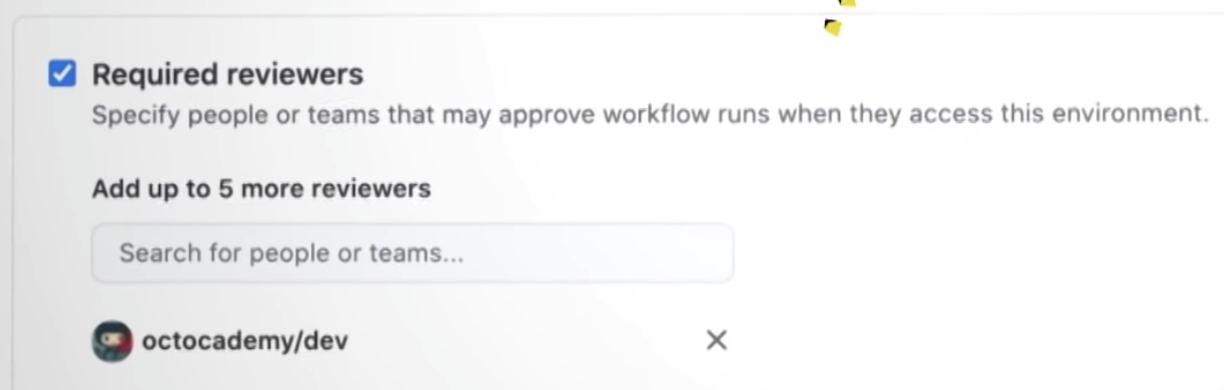 Required reviewers
Specify people or teams that may approve workflow runs when they access this environment.
Add up to 5 more reviewers
Search for people or teams...
octocademy/dev